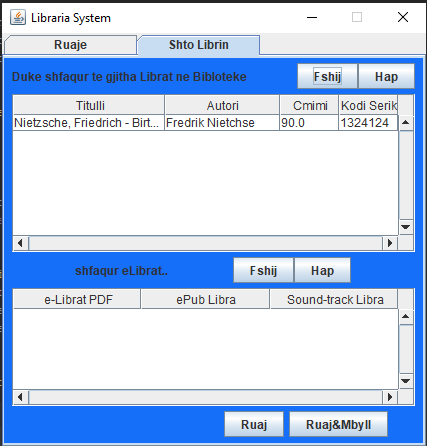 Libraria System
Ruaje Shto Librin
Duke shfaqur te gjitha Librat ne Bibloteke Fshij Hap
Titulli Autori Cmimi Kodi Serik
Nietzsche, Friedrich - Birt... Fredrik Nietchse 90.0 1324124
shfaqur eLibrat.. Fshij Hap
e-Librat PDF ePub Libra Sound-track Libra
Ruaj Ruaj&Mbyll